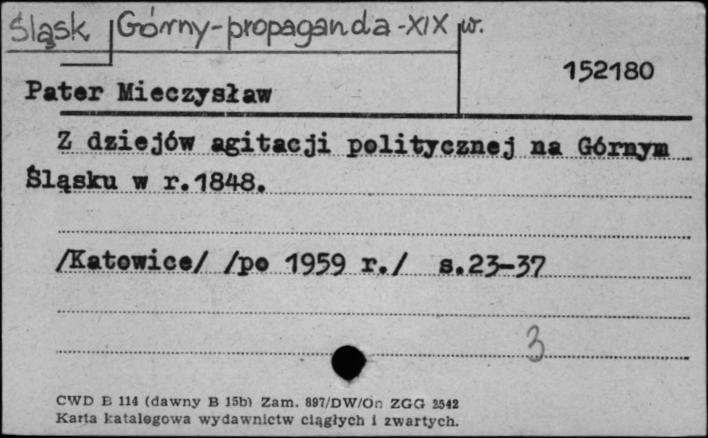 Śląsk Górny-propaganda-XIX w.
152180
Pater Mieczysław
Z dziejów agitacji politycznej na Górnym
Śląsku w r.1848.
/Katowice/ /po 1959 r./ s.23-37
3
CWD B 114 (dawny B 15b) Zam. 897/DW/On ZGG 2542
Karta katalogowa wydawnictw ciągłych i zwartych.